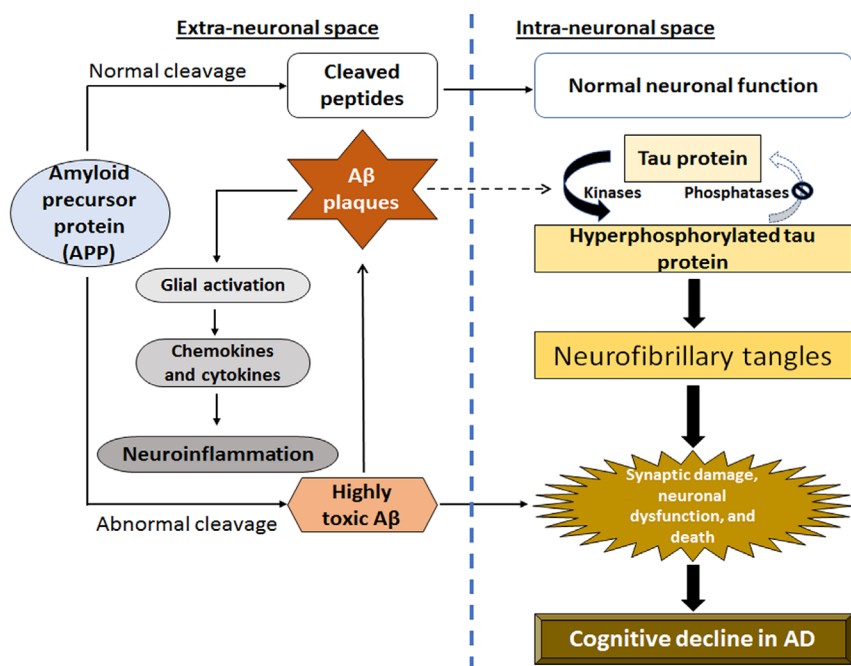 Extra-neuronal space
Intra-neuronal space
Normal cleavage
Cleaved
peptides
Normal neuronal function
Amyloid
precursor
protein
(APP)
Aβ
plaques
Tau protein
Kinases
Phosphatases
Hyperphosphorylated tau
protein
Glial activation
Chemokines
and cytokines
Neurofibrillary tangles
Neuroinflammation
Abnormal cleavage
Highly
toxic Aβ
Synaptic damage,
neuronal
dysfunction, and
death
Cognitive decline in AD